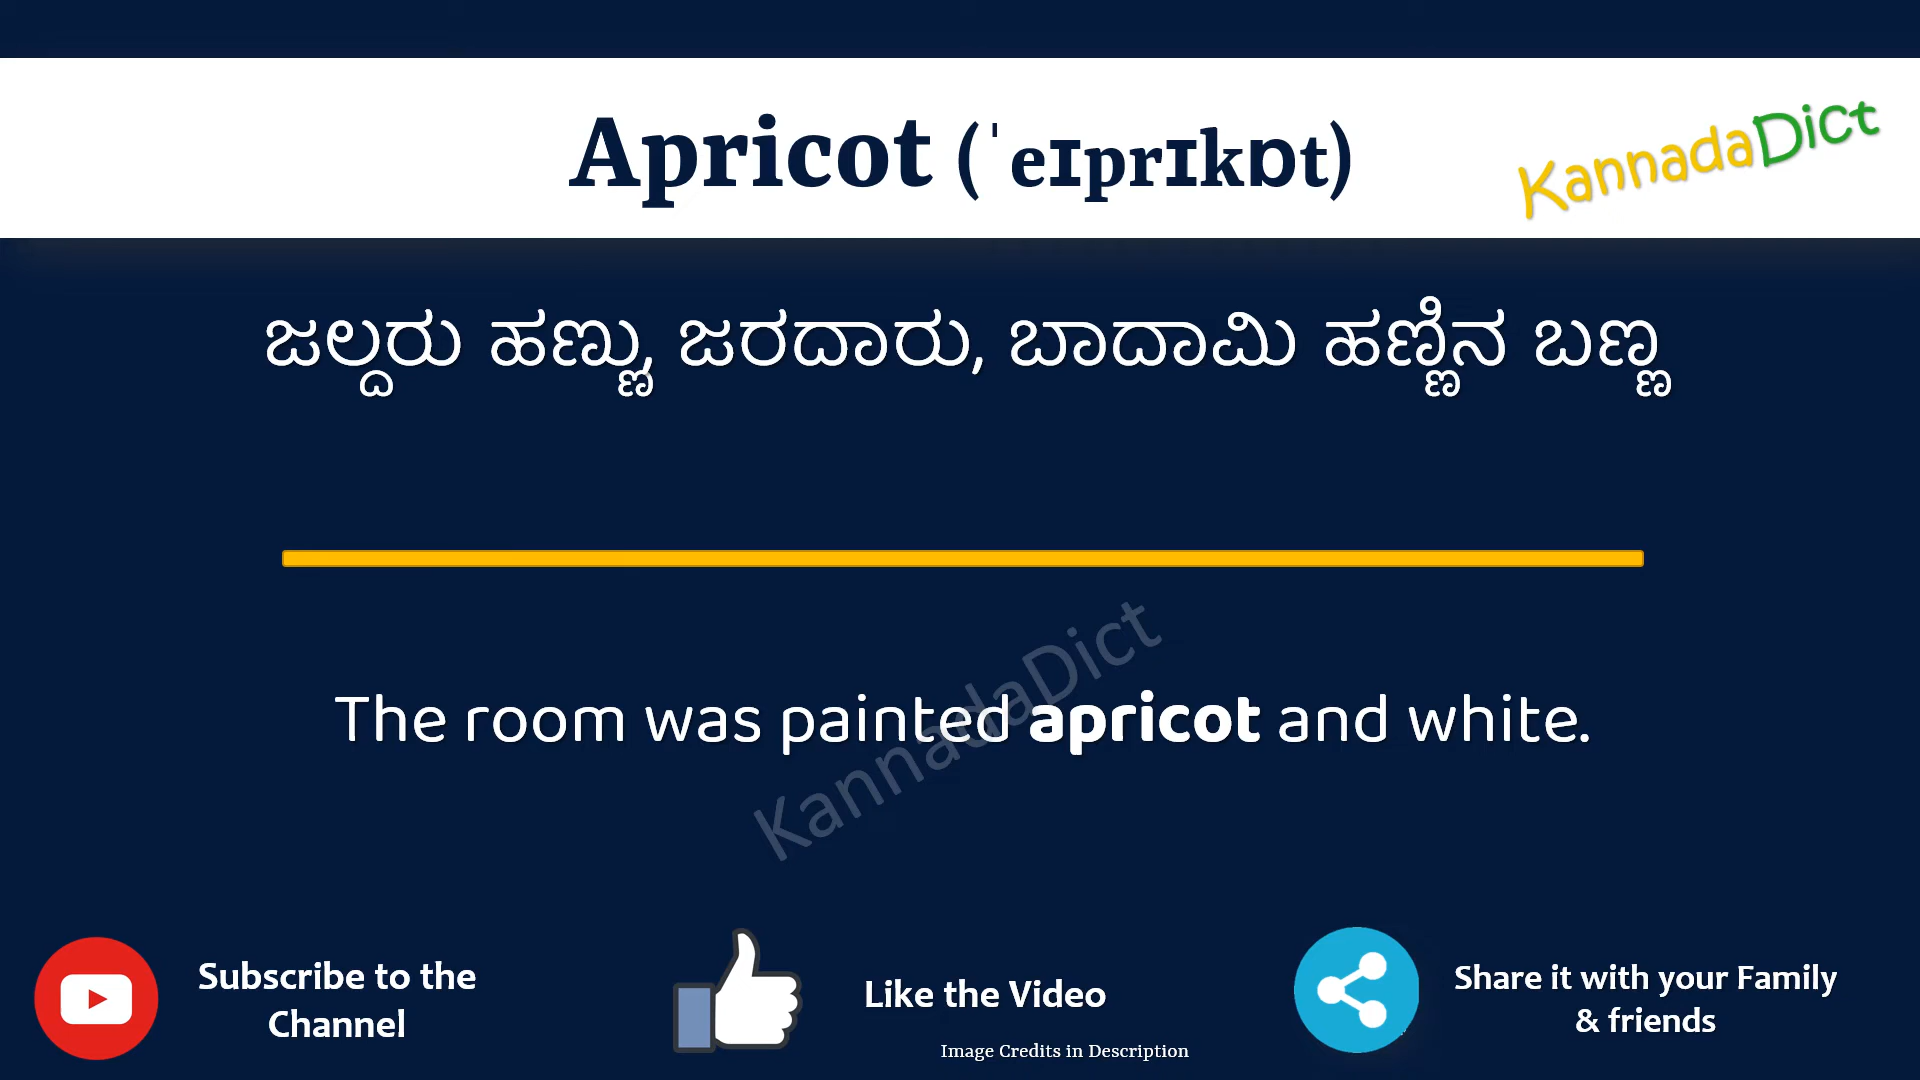 Apricot (ˈeɪprɪkɒt)
KannadaDict
ಜಲ್ದರು ಹಣ್ಣು, ಜರದಾರು, ಬಾದಾಮಿ ಹಣ್ಣಿನ ಬಣ್ಣ
The room was painted apricot and white.
KannadaDict
Subscribe to the
Channel
Like the Video
Share it with your Family
& friends
Image Credits in Description